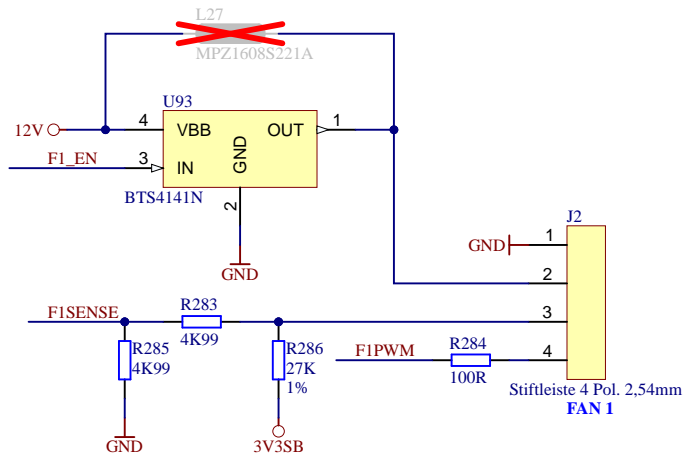 L27
MPZ1608S221A
U93
12V
4
VBB
OUT
1
F1_EN
3
IN
GND
BTS4141N
2
GND
J2
GND
1
2
F1SENSE
R283
4K99
3
R285
4K99
R286
27K
1%
F1PWM
R284
100R
4
Stiftleiste 4 Pol. 2,54mm
FAN 1
GND
3V3SB